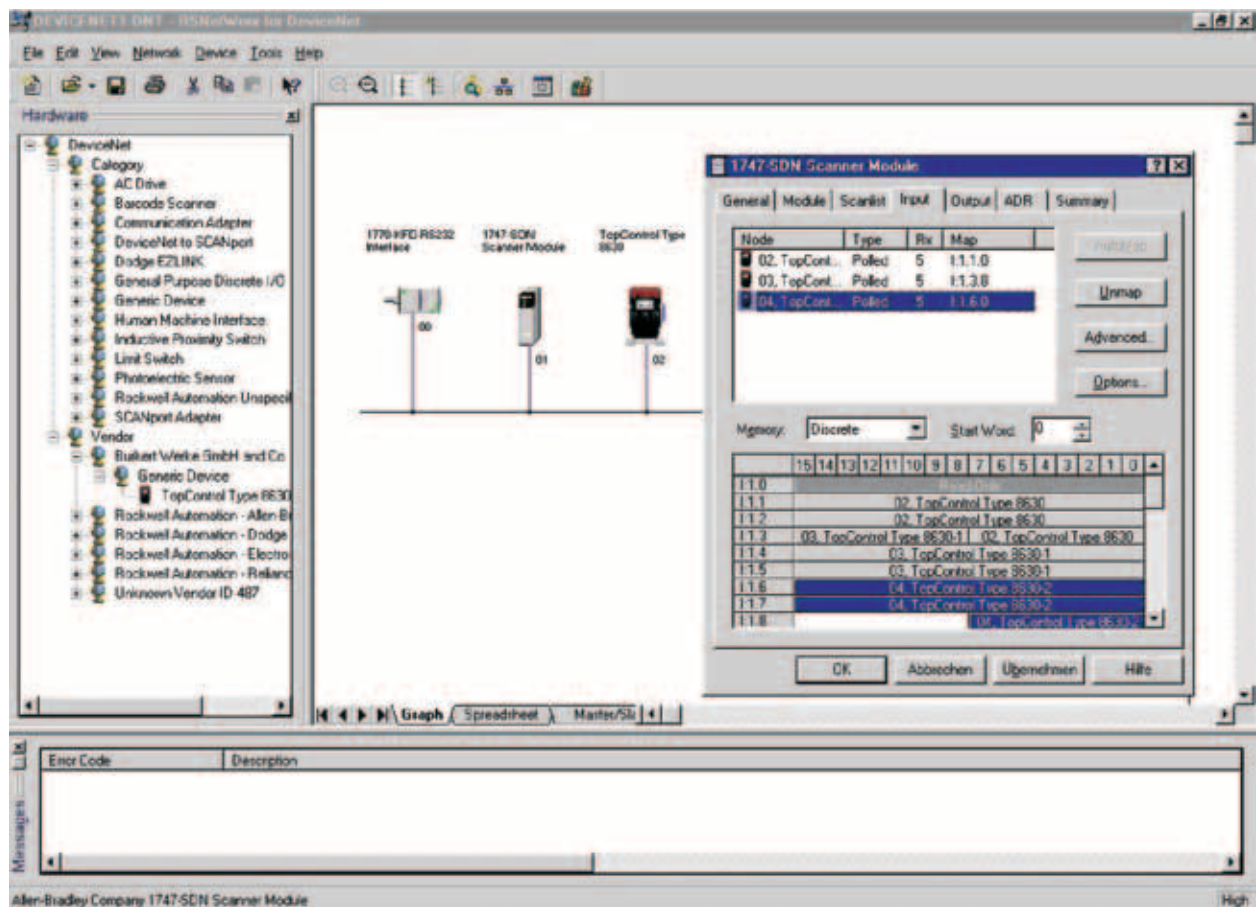 DEVICENET1.DNT - RSNetWorx for DeviceNet
File Edit View Network Device Tools Help
Hardware
DeviceNet
Category
AC Drive
Barcode Scanner
Communication Adapter
DeviceNet to SCANport
Dodge EZLINK
General Purpose Discrete I/O
Generic Device
Human Machine Interface
Inductive Proximity Switch
Limit Switch
Photoelectric Sensor
Rockwell Automation Unspecif
SCANport Adapter
Vendor
Burkert Werke GmbH and Co
Generic Device
TopControl Type 8630
Rockwell Automation - Allen-Br
Rockwell Automation - Dodge
Rockwell Automation - Electro
Rockwell Automation - Relianc
Unknown Vendor ID 487
1770-KFD RS232
Interface
00
1747-SDN
Scanner Module
01
TopControl Type
8630
02
Graph Spreadsheet Master/Sla
1747-SDN Scanner Module
General Module Scanlist Input Output ADR Summary
Node Type Rx Map
02, TopCont... Polled 5 I:1.1.0
03, TopCont... Polled 5 I:1.3.8
04, TopCont... Polled 5 I:1.6.0
Unmap
Advanced...
Options...
Memory: Discrete Start Word: 0
15 14 13 12 11 10 9 8 7 6 5 4 3 2 1 0
I:1.0
I:1.1 02, TopControl Type 8630
I:1.2 02, TopControl Type 8630
I:1.3 03, TopControl Type 8630-1 02, TopControl Type 8630
I:1.4 03, TopControl Type 8630-1
I:1.5 03, TopControl Type 8630-1
I:1.6 04, TopControl Type 8630-2
I:1.7 04, TopControl Type 8630-2
I:1.8 04, TopControl Type 8630-2
OK Abbrechen Übernehmen Hilfe
Messages
Error Code Description
Allen-Bradley Company 1747-SDN Scanner Module
High